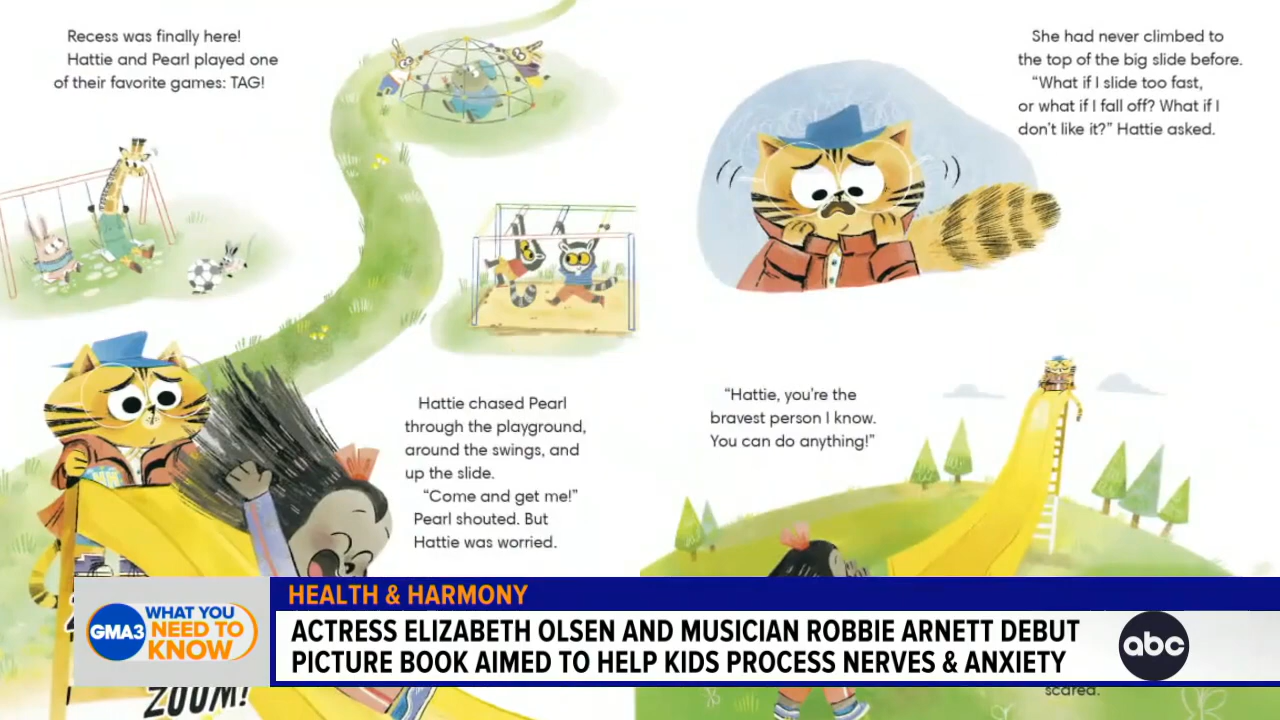 Recess was finally here!
Hattie and Pearl played one
of their favorite games: TAG!
Hattie chased Pearl
through the playground,
around the swings, and
up the slide.
“Come and get me!”
Pearl shouted. But
Hattie was worried.
ZOOM!
She had never climbed to
the top of the big slide before.
“What if I slide too fast,
or what if I fall off? What if I
don’t like it?” Hattie asked.
“Hattie, you’re the
bravest person I know.
You can do anything!”
scared.
HEALTH & HARMONY
GMA3
WHAT YOU
NEED TO
KNOW
ACTRESS ELIZABETH OLSEN AND MUSICIAN ROBBIE ARNETT DEBUT
PICTURE BOOK AIMED TO HELP KIDS PROCESS NERVES & ANXIETY
abc